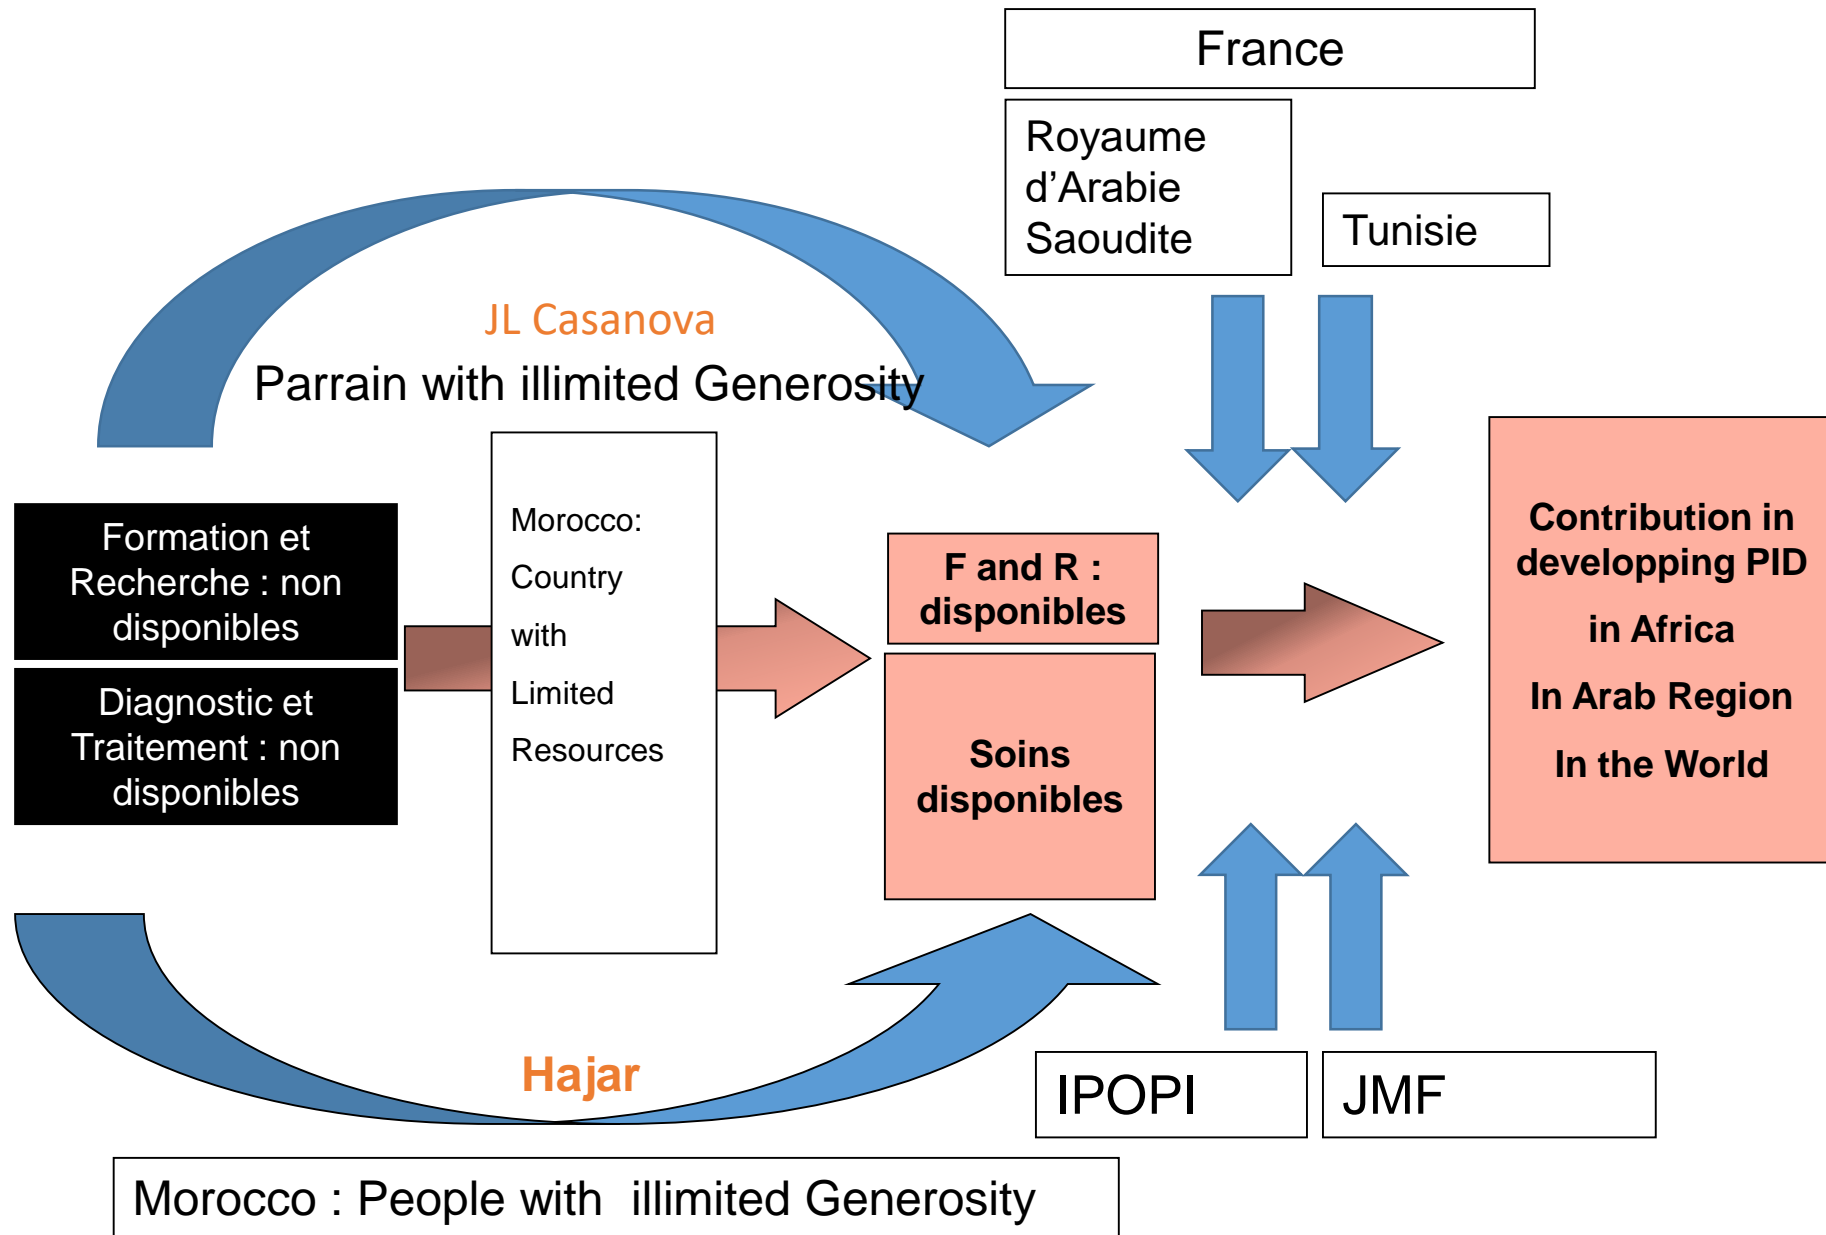 France
Royaume
d’Arabie
Saoudite
Tunisie
JL Casanova
Parrain with illimited Generosity
Formation et
Recherche : non
disponibles
Diagnostic et
Traitement : non
disponibles
Morocco:
Country
with
Limited
Resources
F and R :
disponibles
Soins
disponibles
Contribution in
developping PID
in Africa
In Arab Region
In the World
Hajar
IPOPI
JMF
Morocco : People with  illimited Generosity